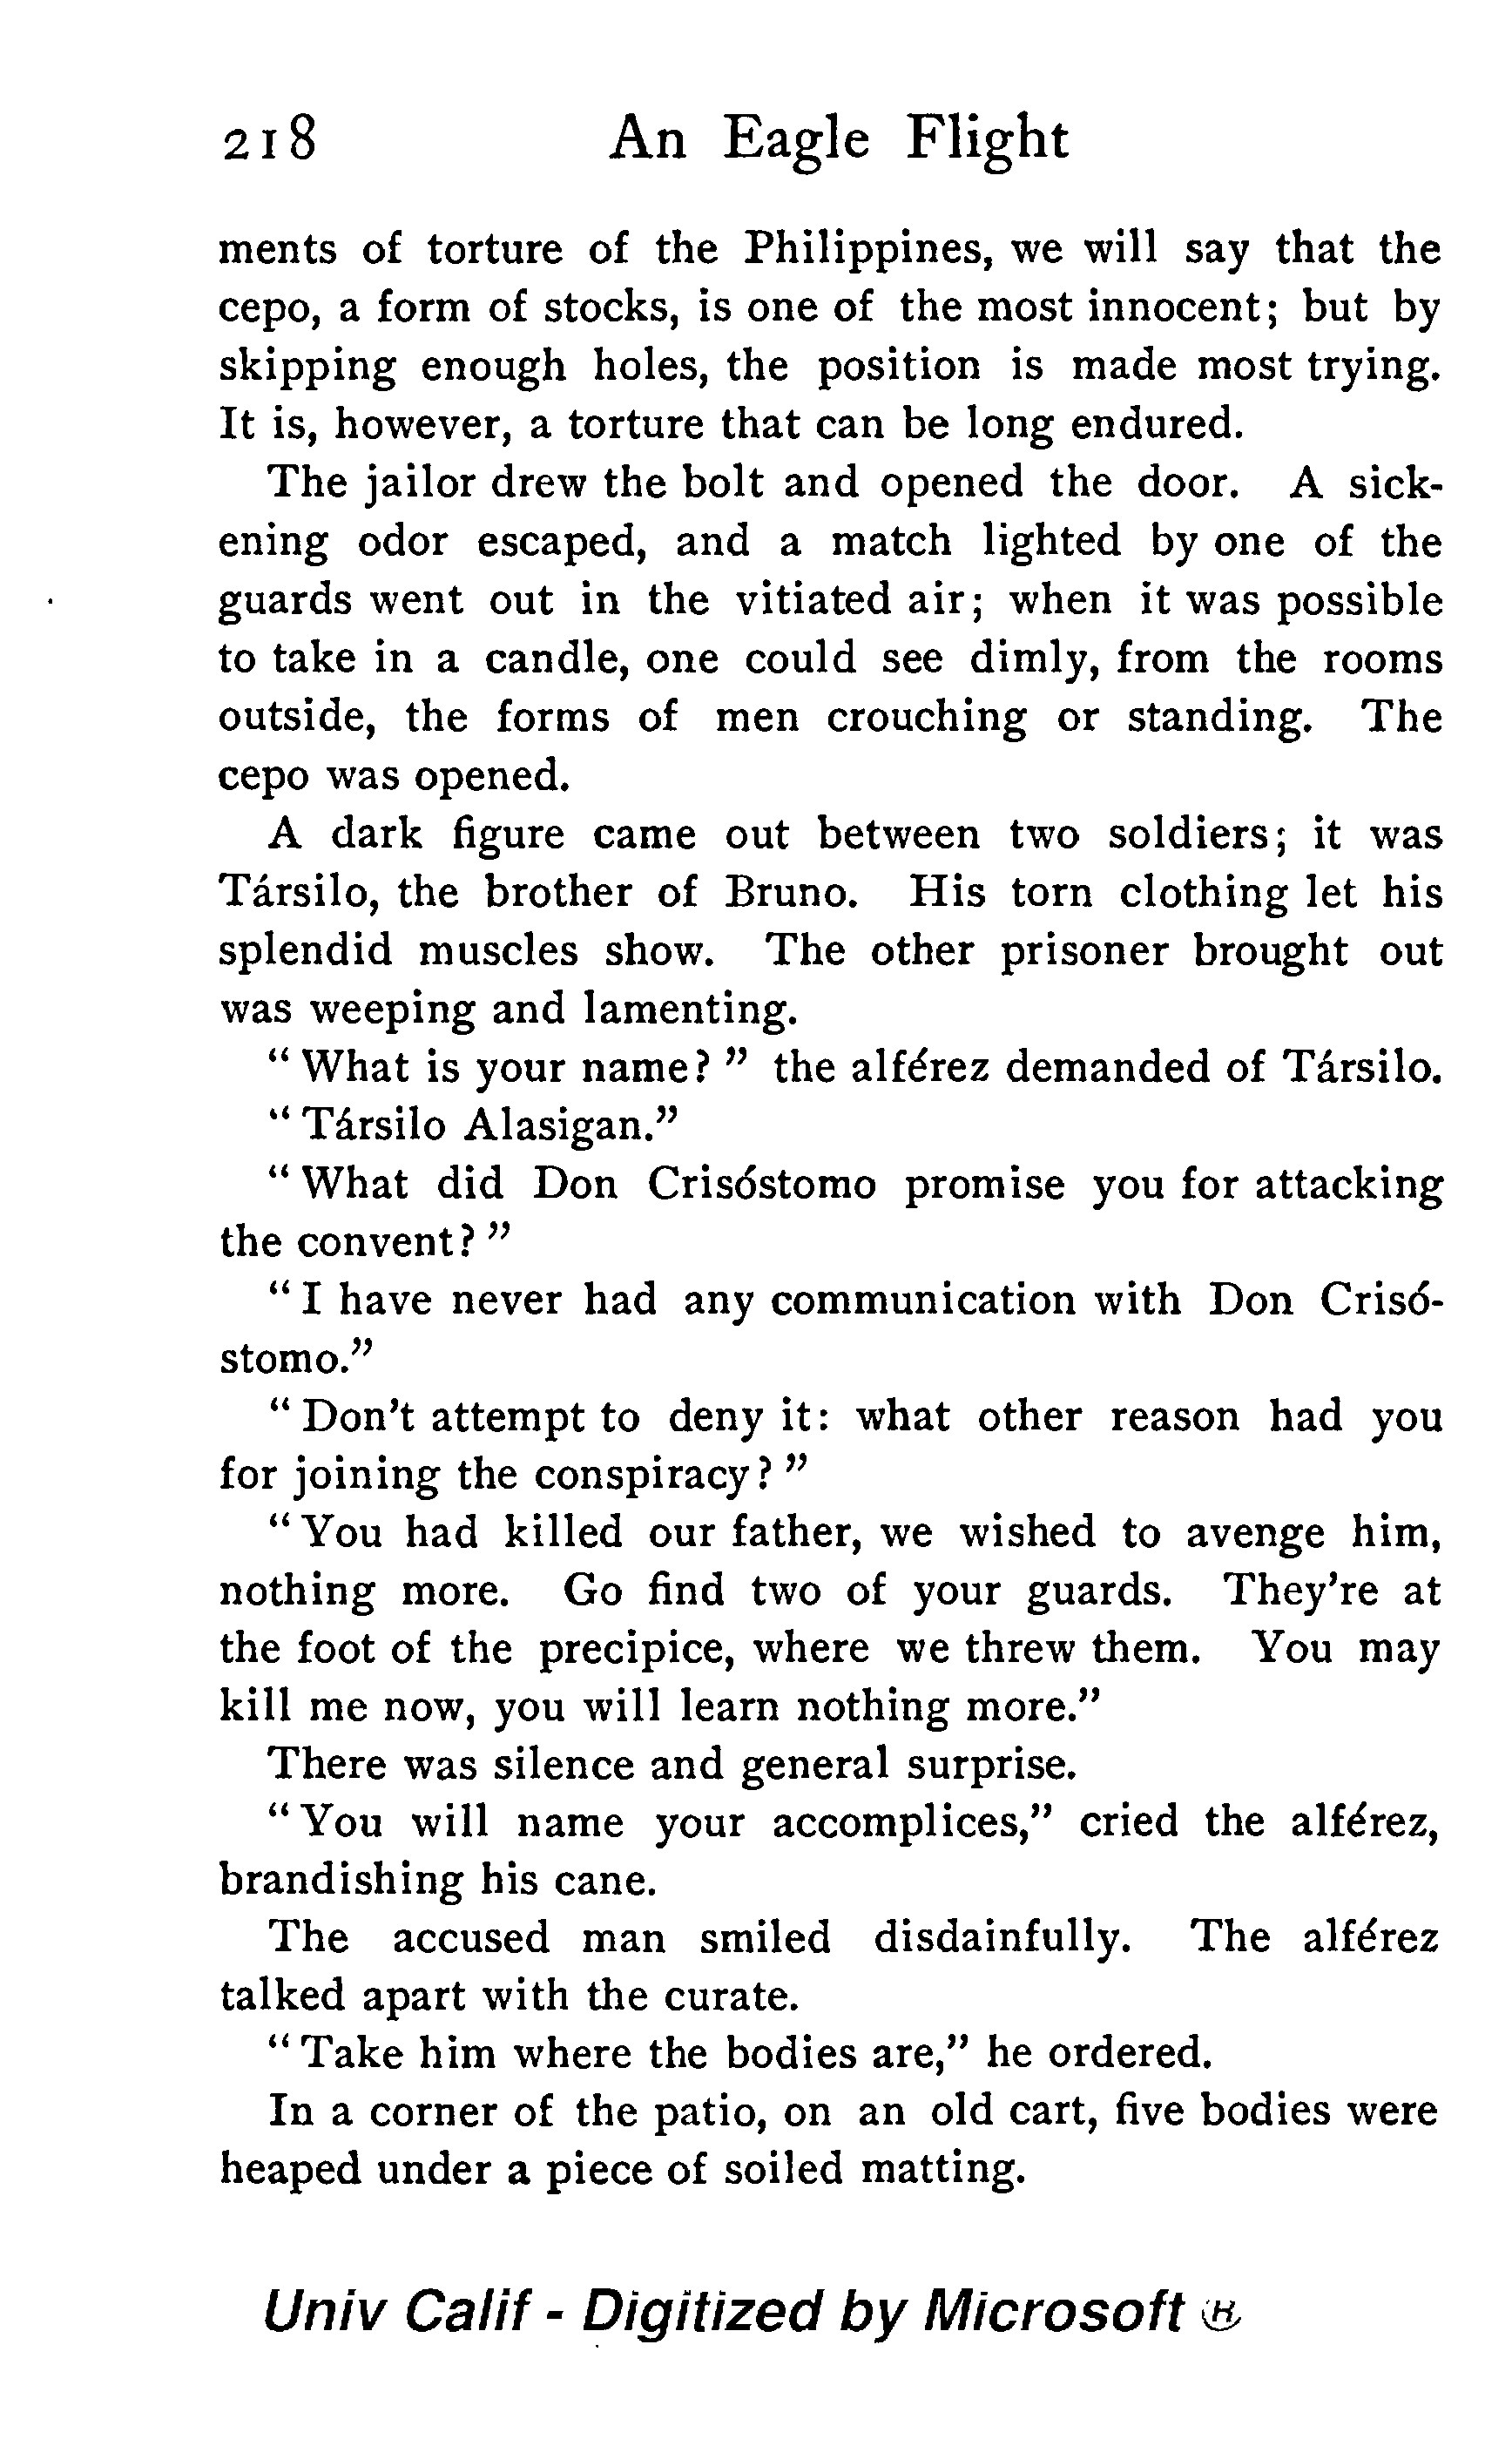 218 An Eagle Flight
ments of torture of the Philippines, we will say that the
cepo, a form of stocks, is one of the most innocent; but by
skipping enough holes, the position is made most trying.
It is, however, a torture that can be long endured.
The jailor drew the bolt and opened the door. A sick-
ening odor escaped, and a match lighted by one of the
guards went out in the vitiated air; when it was possible
to take in a candle, one could see dimly, from the rooms
outside, the forms of men crouching or standing. The
cepo was opened.
A dark figure came out between two soldiers; it was
Társilo, the brother of Bruno. His torn clothing let his
splendid muscles show. The other prisoner brought out
was weeping and lamenting.
“What is your name?” the alférez demanded of Társilo.
“Társilo Alasigan.”
“What did Don Crisóstomo promise you for attacking
the convent?”
“I have never had any communication with Don Crisó-
stomo.”
“Don't attempt to deny it: what other reason had you
for joining the conspiracy?”
“You had killed our father, we wished to avenge him,
nothing more. Go find two of your guards. They're at
the foot of the precipice, where we threw them. You may
kill me now, you will learn nothing more.”
There was silence and general surprise.
“You will name your accomplices,” cried the alférez,
brandishing his cane.
The accused man smiled disdainfully. The alférez
talked apart with the curate.
“Take him where the bodies are,” he ordered.
In a corner of the patio, on an old cart, five bodies were
heaped under a piece of soiled matting.
Univ Calif - Digitized by Microsoft ®